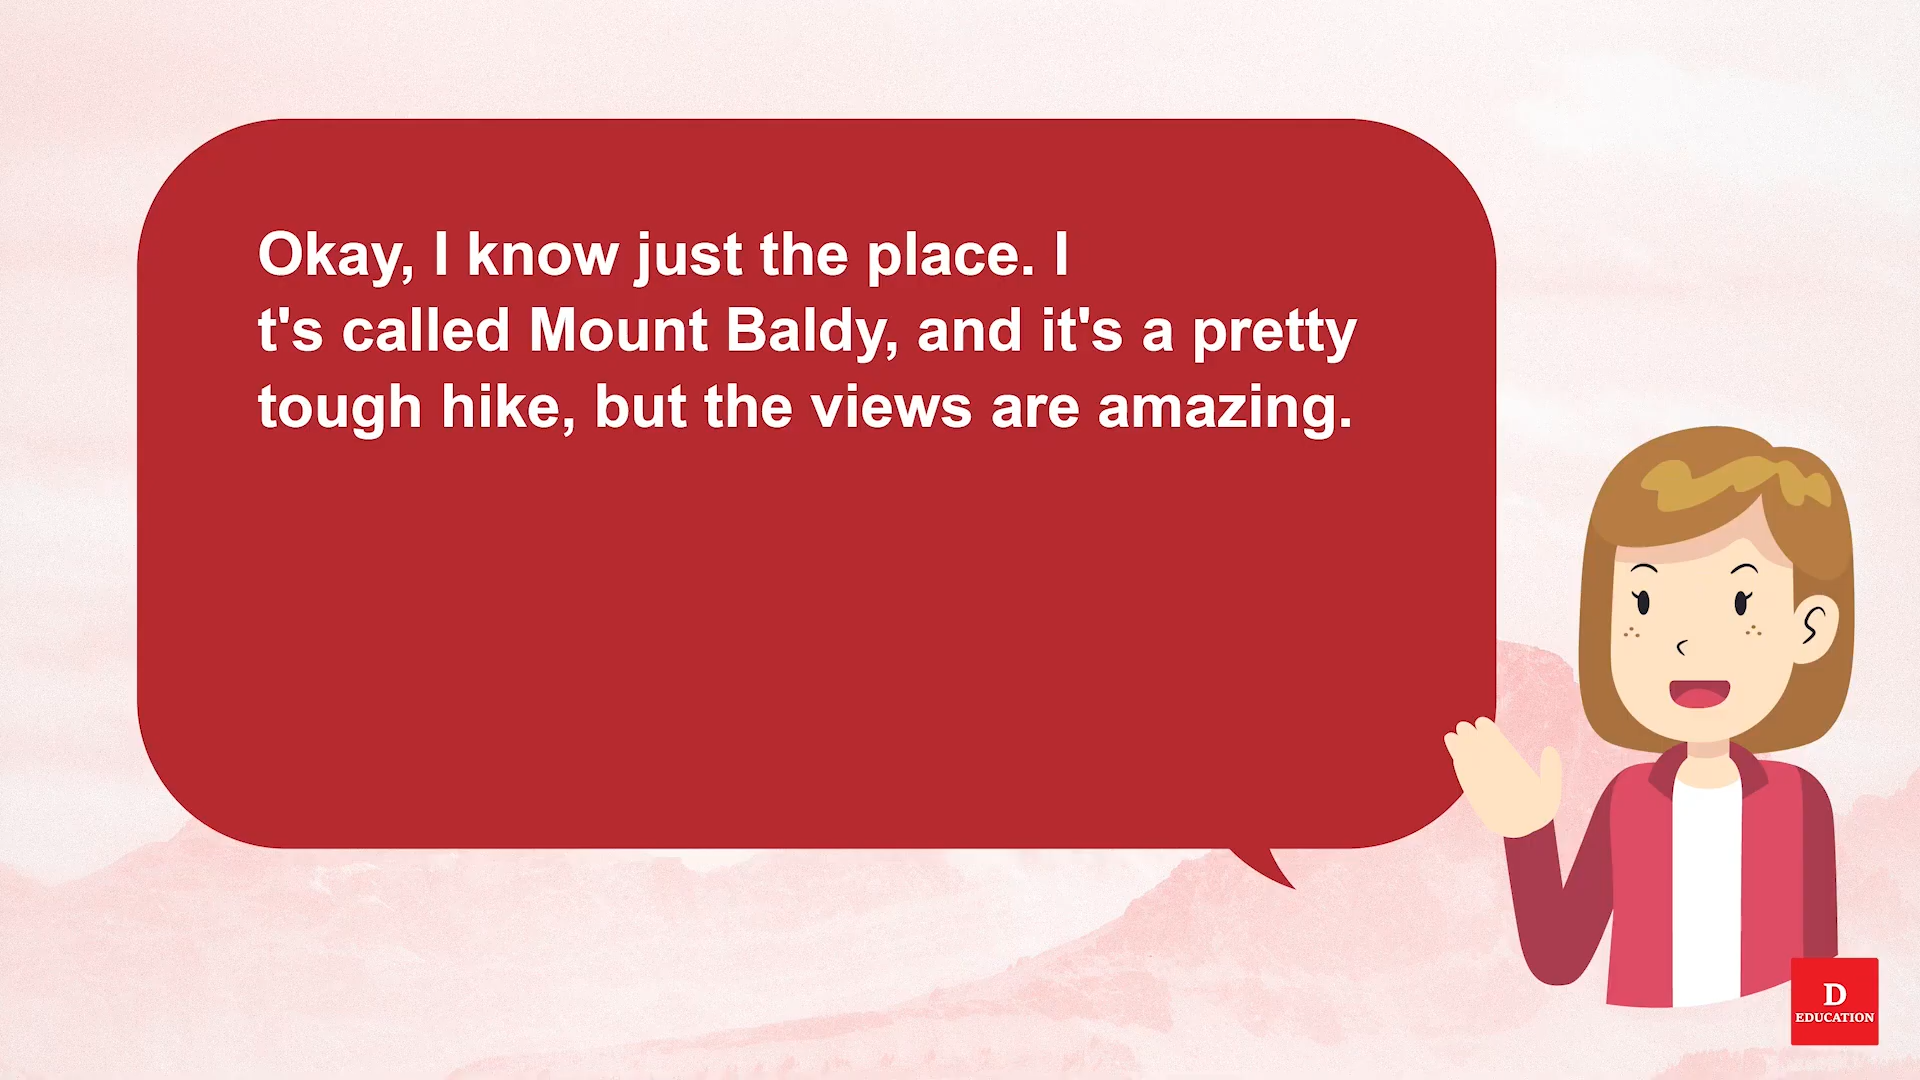 Okay, I know just the place. I
t's called Mount Baldy, and it's a pretty
tough hike, but the views are amazing.
D
EDUCATION